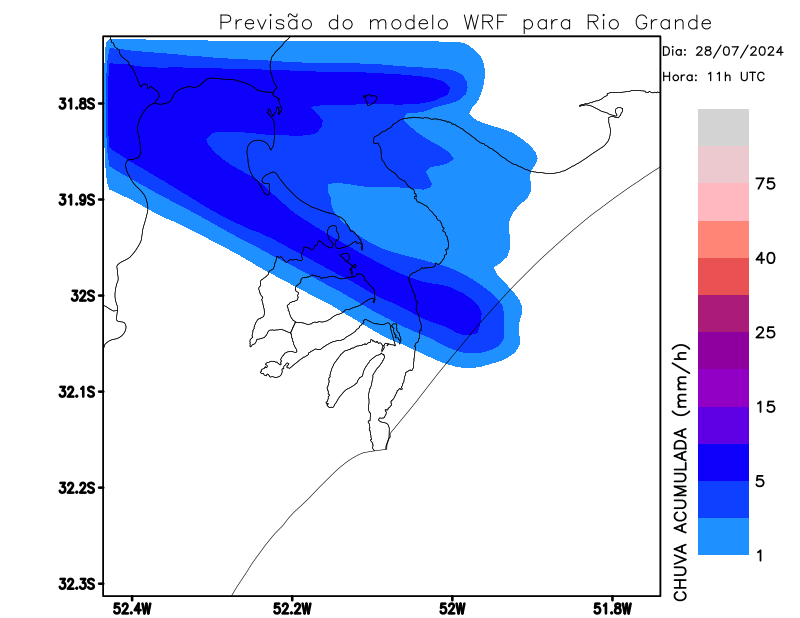 Previsão do modelo WRF para Rio Grande
Dia: 28/07/2024
Hora: 11h UTC
31.8S
31.9S
32S
32.1S
32.2S
32.3S
52.4W
52.2W
52W
51.8W
75
40
25
15
5
1
CHUVA ACUMULADA (mm/h)